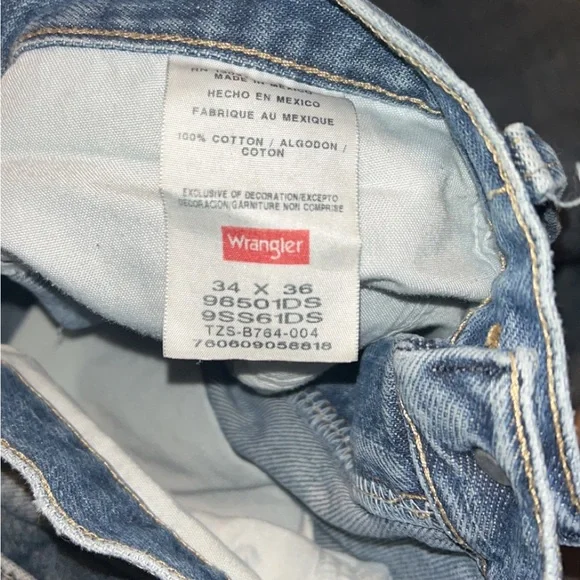 MADE IN MEXICO
HECHO EN MEXICO
FABRIQUE AU MEXIQUE
100% COTTON / ALGODON /
COTON
EXCLUSIVE OF DECORATION/EXCEPTO
DECORACION/GARNITURE NON COMPRISE
Wrangler
34 X 36
96501DS
9SS61DS
TZS-B764-004
760609058818